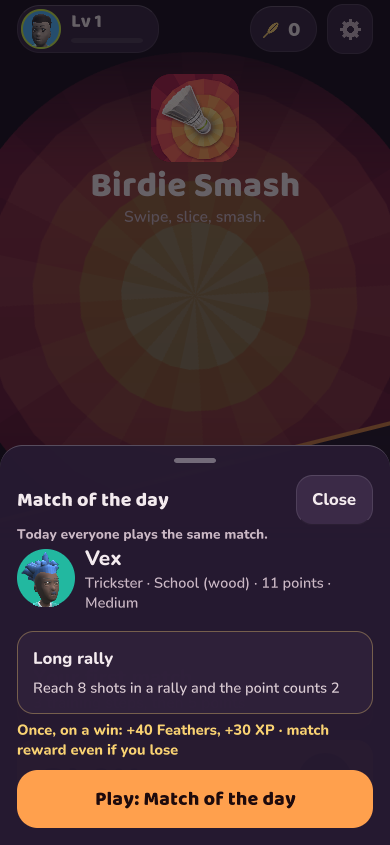 Lv 1
0
Birdie Smash
Swipe, slice, smash.
Match of the day
Close
Today everyone plays the same match.
Vex
Trickster · School (wood) · 11 points ·
Medium
Long rally
Reach 8 shots in a rally and the point counts 2
Once, on a win: +40 Feathers, +30 XP · match
reward even if you lose
Play: Match of the day